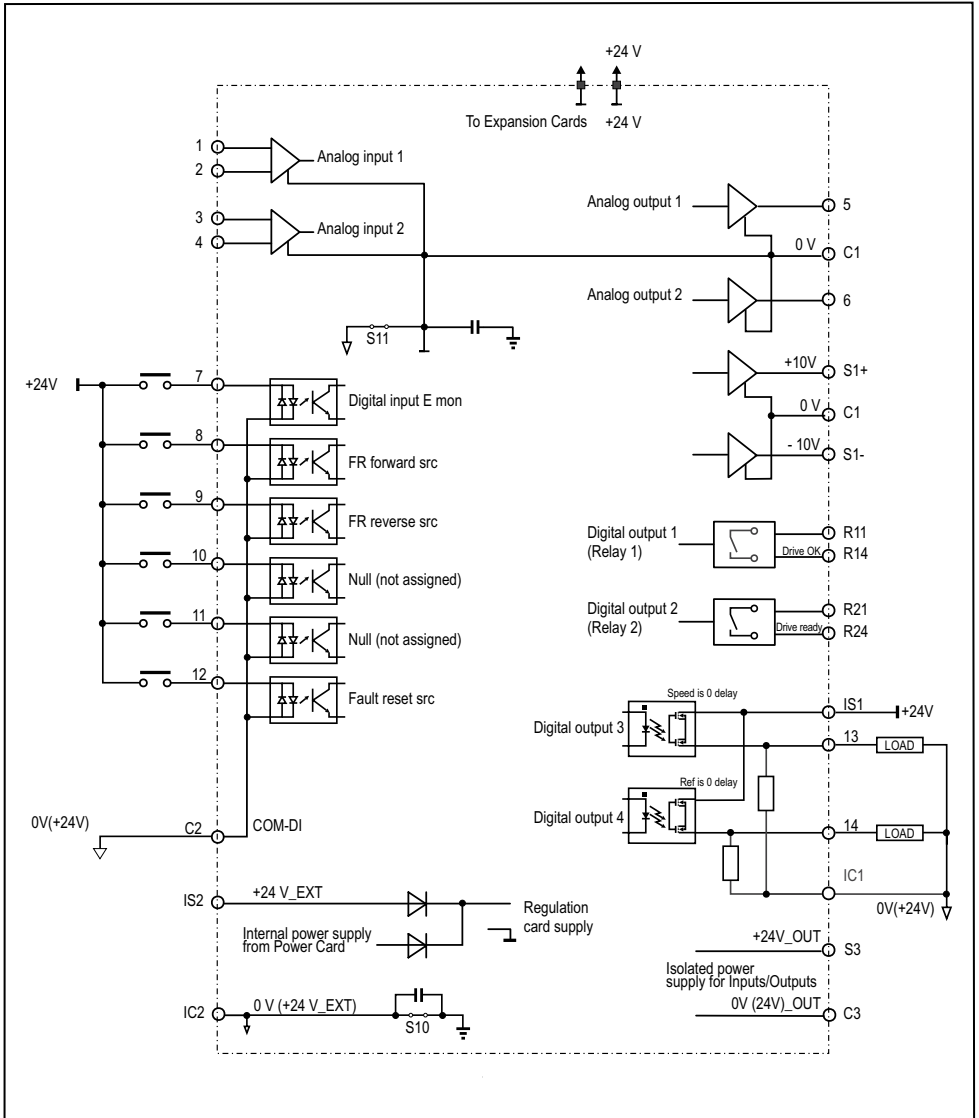 +24 V
To Expansion Cards +24 V
1
2
Analog input 1
3
4
Analog input 2
S11
+24V
7
Digital input E mon
8
FR forward src
9
FR reverse src
10
Null (not assigned)
11
Null (not assigned)
12
Fault reset src
0V(+24V)
C2
COM-DI
IS2
+24 V_EXT
Internal power supply
from Power Card
Regulation
card supply
IC2
0 V (+24 V_EXT)
S10
Analog output 1
5
0 V
C1
Analog output 2
6
+10V
S1+
0 V
C1
- 10V
S1-
Digital output 1
(Relay 1)
R11
Drive OK
R14
Digital output 2
(Relay 2)
R21
Drive ready
R24
Speed is 0 delay
IS1
+24V
Digital output 3
13
LOAD
Ref is 0 delay
Digital output 4
14
LOAD
IC1
0V(+24V)
+24V_OUT
S3
Isolated power
supply for Inputs/Outputs
0V (24V)_OUT
C3